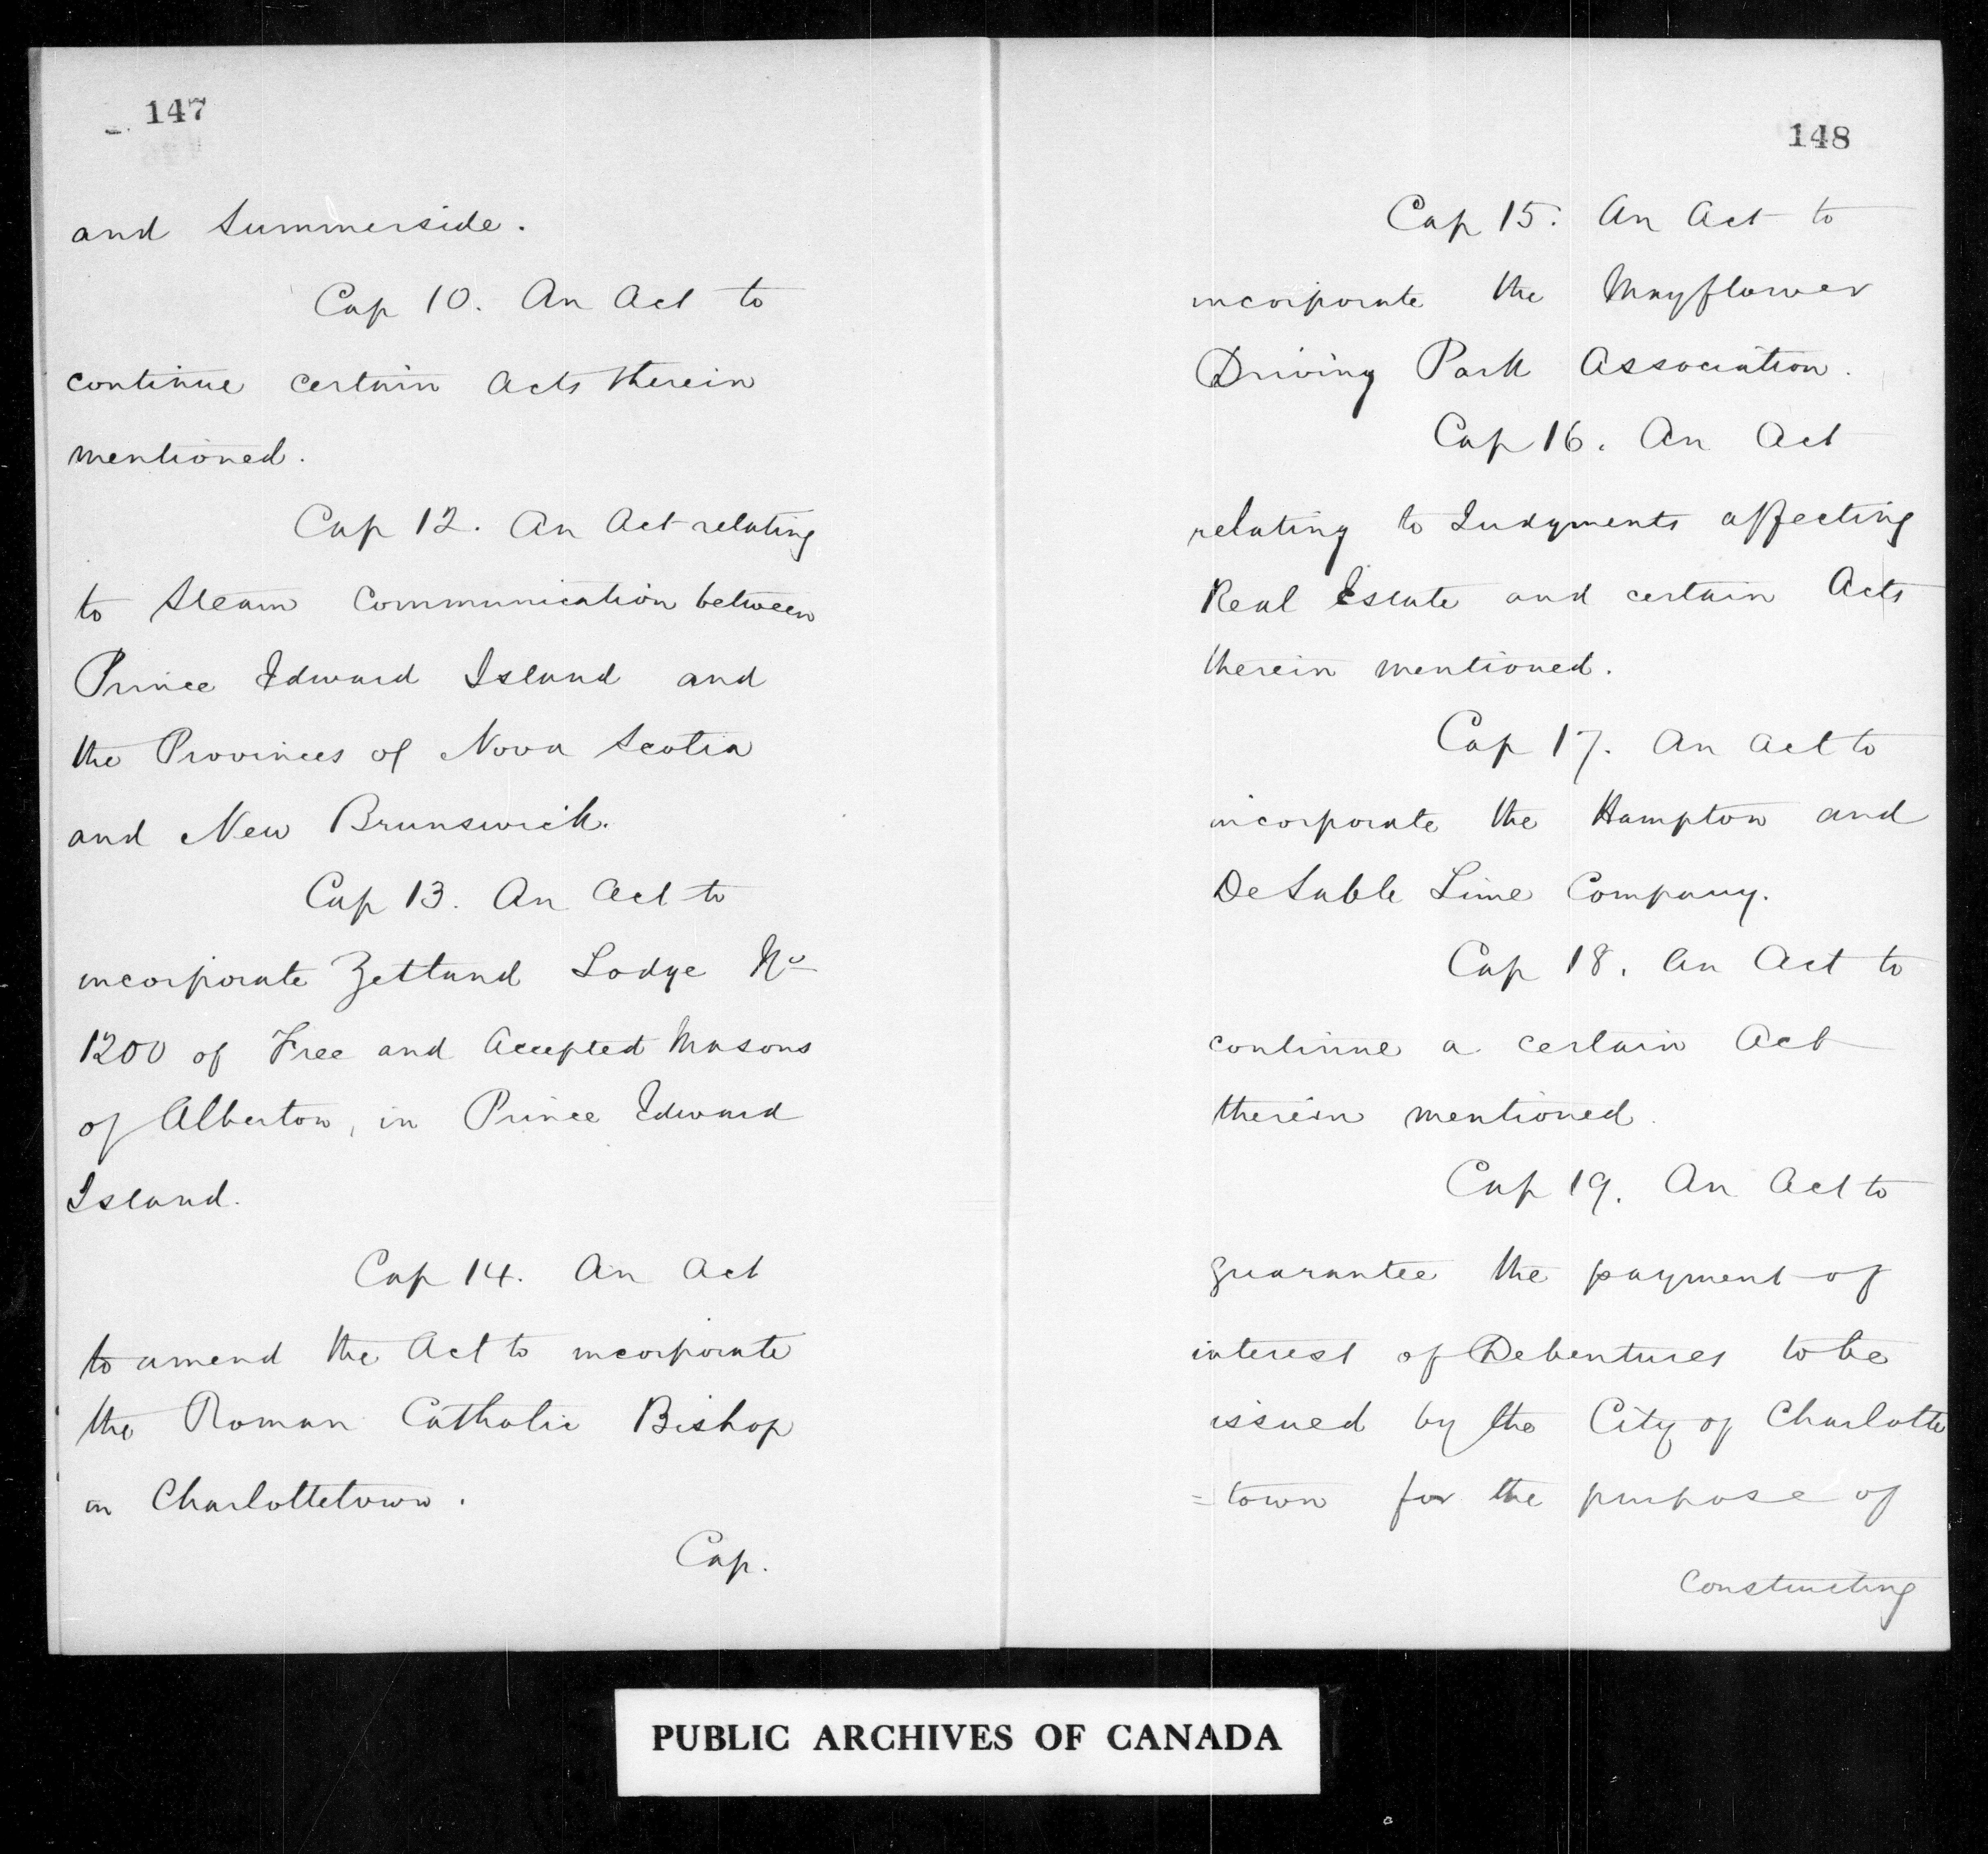 147
and Summerside.
Cap 10. An Act to
continue certain Acts therein
mentioned.
Cap 12. An Act relating
to Steam Communication between
Prince Edward Island and
the Provinces of Nova Scotia
and New Brunswick.
Cap 13. An Act to
incorporate Zetland Lodge No
1200 of Free and Accepted Masons
of Alberton, in Prince Edward
Island.
Cap 14. An Act
to amend the Act to incorporate
the Roman Catholic Bishop
in Charlottetown.
Cap.
148
Cap 15. An Act to
incorporate the Mayflower
Driving Park Association.
Cap 16. An Act
relating to Judgments affecting
Real Estate and certain Acts
therein mentioned.
Cap 17. An Act to
incorporate the Hampton and
DeSable Lime Company.
Cap 18. An Act to
continue a certain Act
therein mentioned.
Cap 19. An Act to
guarantee the payment of
interest of Debentures to be
issued by the City of Charlotte
=town for the purpose of
Constructing
PUBLIC ARCHIVES OF CANADA